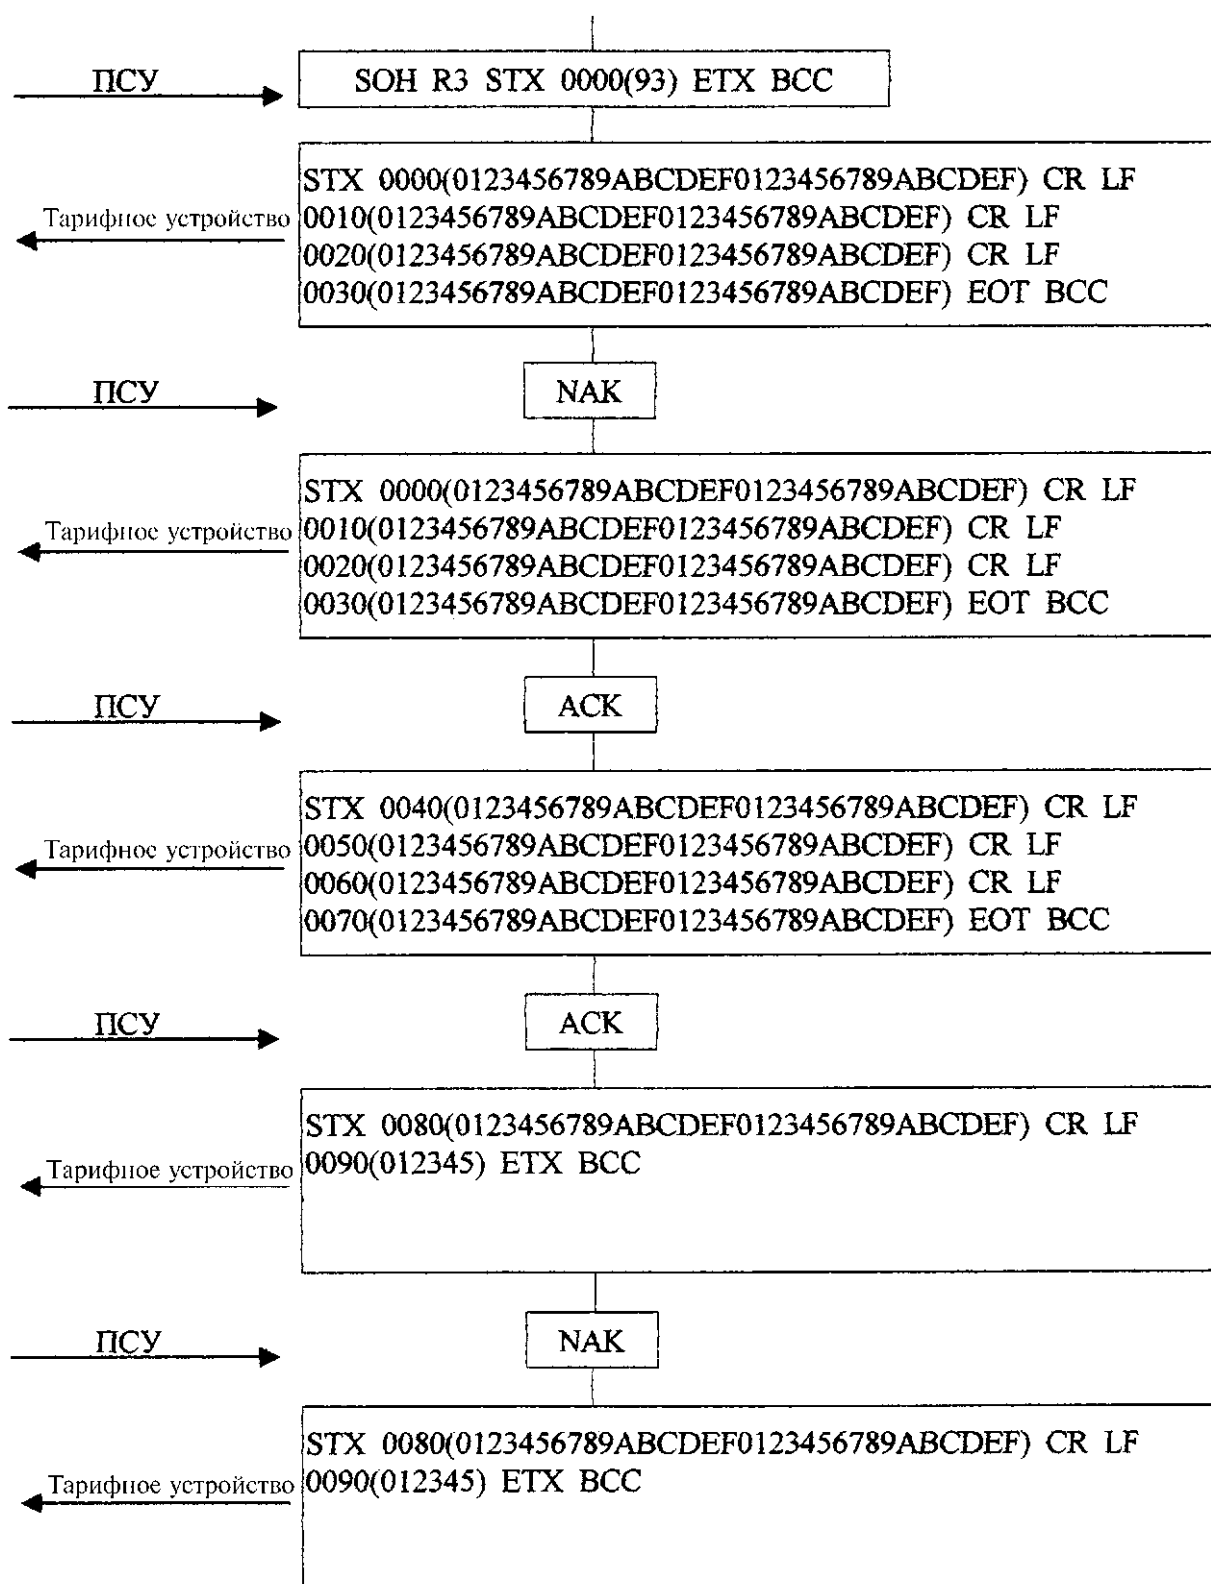 ПСУ
SOH R3 STX 0000(93) ETX BCC
STX 0000(0123456789ABCDEF0123456789ABCDEF) CR LF
Тарифное устройство
0010(0123456789ABCDEF0123456789ABCDEF) CR LF
0020(0123456789ABCDEF0123456789ABCDEF) CR LF
0030(0123456789ABCDEF0123456789ABCDEF) EOT BCC
ПСУ
NAK
STX 0000(0123456789ABCDEF0123456789ABCDEF) CR LF
Тарифное устройство
0010(0123456789ABCDEF0123456789ABCDEF) CR LF
0020(0123456789ABCDEF0123456789ABCDEF) CR LF
0030(0123456789ABCDEF0123456789ABCDEF) EOT BCC
ПСУ
ACK
STX 0040(0123456789ABCDEF0123456789ABCDEF) CR LF
Тарифное устройство
0050(0123456789ABCDEF0123456789ABCDEF) CR LF
0060(0123456789ABCDEF0123456789ABCDEF) CR LF
0070(0123456789ABCDEF0123456789ABCDEF) EOT BCC
ПСУ
ACK
STX 0080(0123456789ABCDEF0123456789ABCDEF) CR LF
Тарифное устройство
0090(012345) ETX BCC
ПСУ
NAK
STX 0080(0123456789ABCDEF0123456789ABCDEF) CR LF
Тарифное устройство
0090(012345) ETX BCC